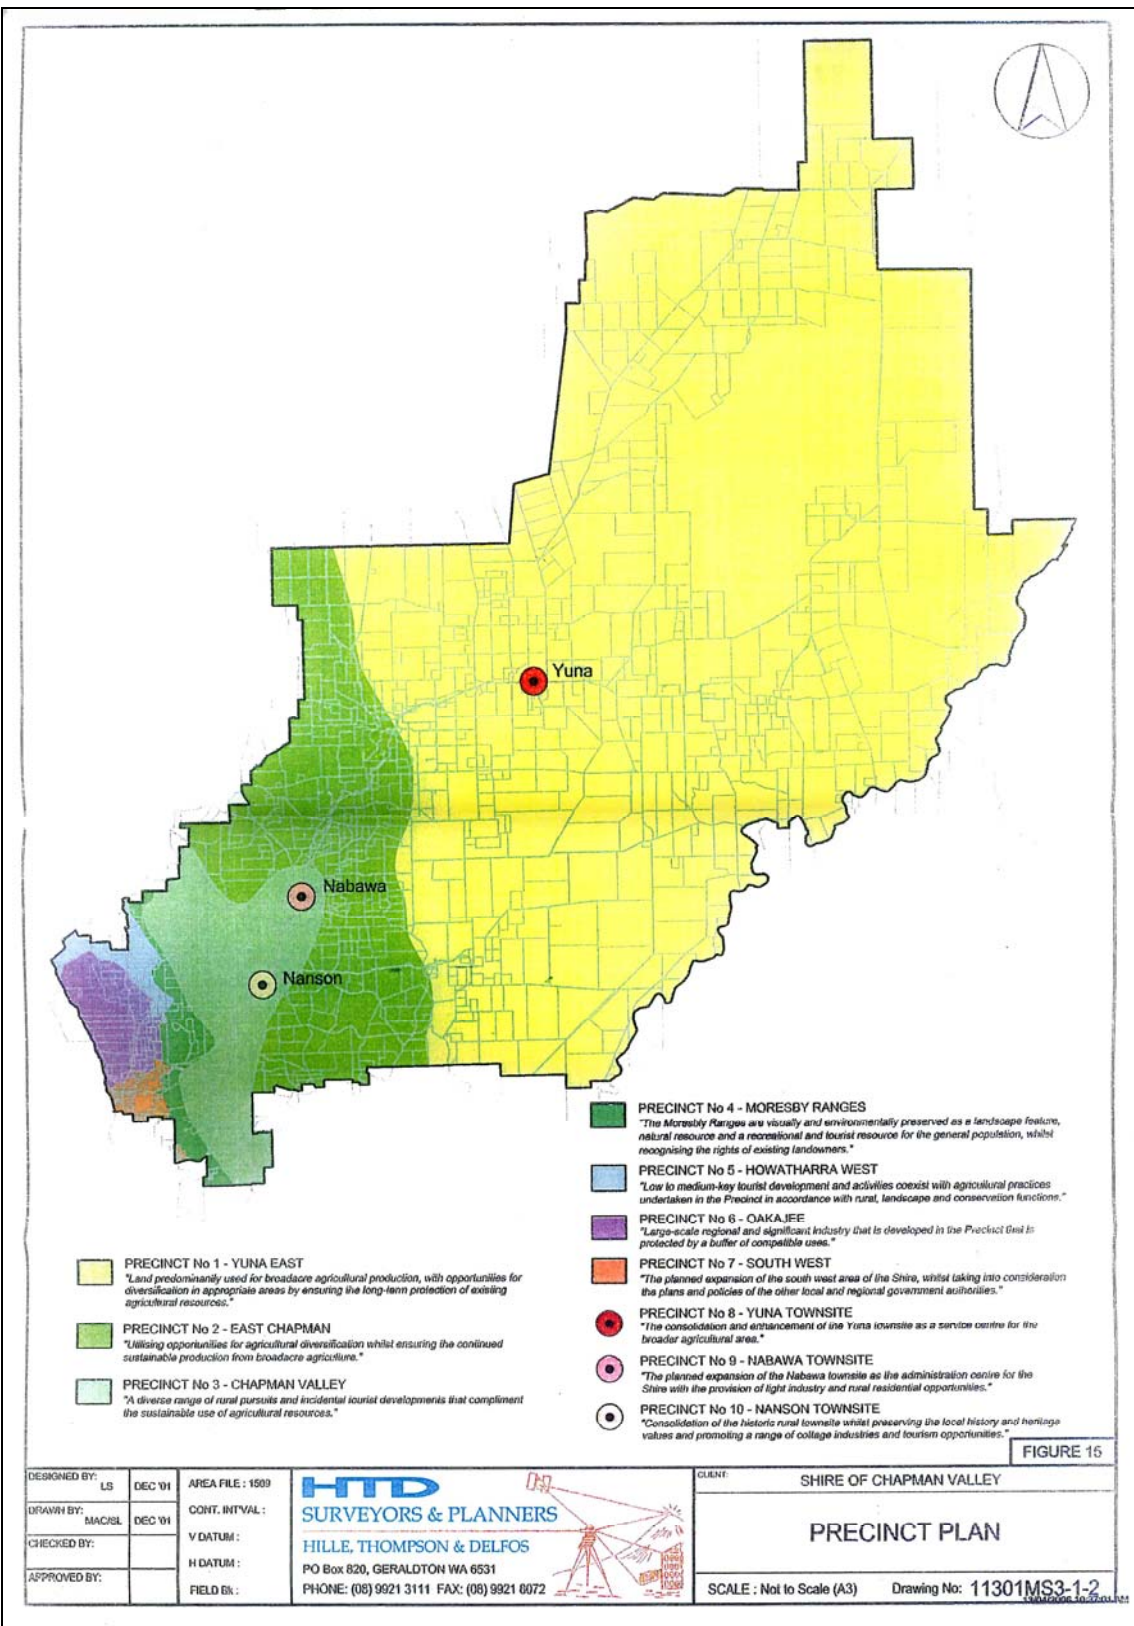 Yuna
Nabawa
Nanson
PRECINCT No 4 - MORESBY RANGES
"The Moresbly Ranges are visually and environmentally preserved as a landscape feature,
natural resource and a recreational and tourist resource for the general population, whilst
recognising the rights of existing landowners."
PRECINCT No 5 - HOWATHARRA WEST
"Low to medium-key tourist development and activities coexist with agricultural practices
undertaken in the Precinct in accordance with rural, landscape and conservation functions."
PRECINCT No 6 - OAKAJEE
"Large-scale regional and significant industry that is developed in the Precinct that is
protected by a buffer of compatible uses."
PRECINCT No 7 - SOUTH WEST
"The planned expansion of the south west area of the Shire, whilst taking into consideration
the plans and policies of the other local and regional government authorities."
PRECINCT No 8 - YUNA TOWNSITE
"The consolidation and enhancement of the Yuna townsite as a service centre for the
broader agricultural area."
PRECINCT No 9 - NABAWA TOWNSITE
"The planned expansion of the Nabawa townsite as the administration centre for the
Shire with the provision of light industry and rural residential opportunities."
PRECINCT No 10 - NANSON TOWNSITE
"Consolidation of the historic rural townsite whilst preserving the local history and heritage
values and promoting a range of cottage industries and tourism opportunities."
PRECINCT No 1 - YUNA EAST
"Land predominantly used for broadacre agricultural production, with opportunities for
diversification in appropriate areas by ensuring the long-term protection of existing
agricultural resources."
PRECINCT No 2 - EAST CHAPMAN
"Utilising opportunities for agricultural diversification whilst ensuring the continued
sustainable production from broadacre agriculture."
PRECINCT No 3 - CHAPMAN VALLEY
"A diverse range of rural pursuits and incidental tourist developments that compliment
the sustainable use of agricultural resources."
FIGURE 15
DESIGNED BY:
LS
DEC '01
DRAWN BY:
MAC/SL
DEC '01
CHECKED BY:
APPROVED BY:
AREA FILE : 1509
CONT. INT'VAL :
V DATUM :
H DATUM :
FIELD Bk :
HTD
SURVEYORS & PLANNERS
HILLE, THOMPSON & DELFOS
PO Box 820, GERALDTON WA 6531
PHONE: (08) 9921 3111 FAX: (08) 9921 8072
CLIENT:
SHIRE OF CHAPMAN VALLEY
PRECINCT PLAN
SCALE : Not to Scale (A3)
Drawing No: 11301MS3-1-2